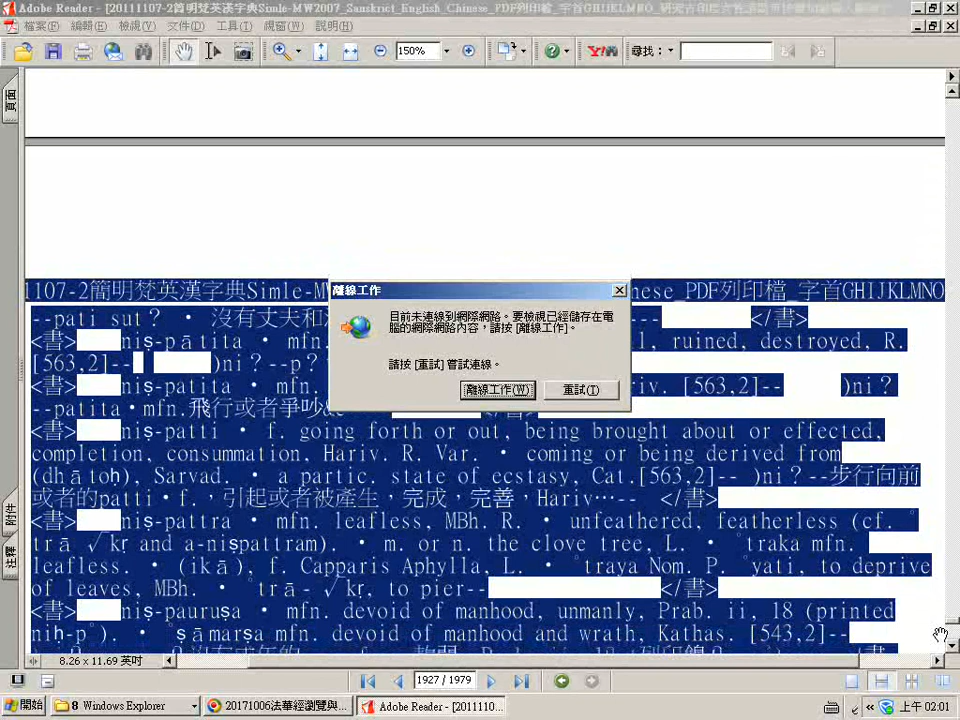 Adobe Reader - [20111107-2簡明梵英漢字典Simle-MW2007_Sanskrict_English_Chinese_PDF列印檔_字首GHIJKLMNO_
檔案(F) 編輯(E) 檢視(V) 文件(D) 工具(T) 視窗(W) 說明(H)
150% 尋找:
頁面
1107-2簡明梵英漢字典Simle-MW
nese_PDF列印檔_字首GHIJKLMNO
離線工作
目前未連線到網際網路。要檢視已經儲存在電
腦的網際網路內容，請按 [離線工作]。
請按 [重試] 嘗試連線。
離線工作(W) 重試(T)
--pati sut？ • 沒有丈夫和 </書>
<書> niṣ-pātita • mfn. l, ruined, destroyed, R.
[563,2]-- )ni？--p？
<書> niṣ-patita • mfn. riv. [563,2]-- )ni？
--patita•mfn.飛行或者爭吵 </書>
<書> niṣ-patti • f. going forth or out, being brought about or effected,
completion, consummation, Hariv. R. Var. • coming or being derived from
(dhātoḥ), Sarvad. • a partic. state of ecstasy, Cat.[563,2]-- )ni？--步行向前
或者的patti•f.，引起或者被產生，完成，完善，Hariv…-- </書>
<書> niṣ-pattra • mfn. leafless, MBh. R. • unfeathered, featherless (cf. °
trā √kṛ and a-niṣpattram). • m. or n. the clove tree, L. • °traka mfn.
leafless. • (ikā), f. Capparis Aphylla, L. • °traya Nom. P. °yati, to deprive
of leaves, MBh. • °trā-√kṛ, to pier-- </書>
<書> niṣ-pauruṣa • mfn. devoid of manhood, unmanly, Prab. ii, 18 (printed
niḥ-p°). • °ṣāmarṣa mfn. devoid of manhood and wrath, Kathas. [543,2]--
附件
注釋
8.26 x 11.69 英吋
1927 / 1979
開始 8 Windows Explorer 20171006法華經瀏覽與... Adobe Reader - [2011110... 上午 02:01